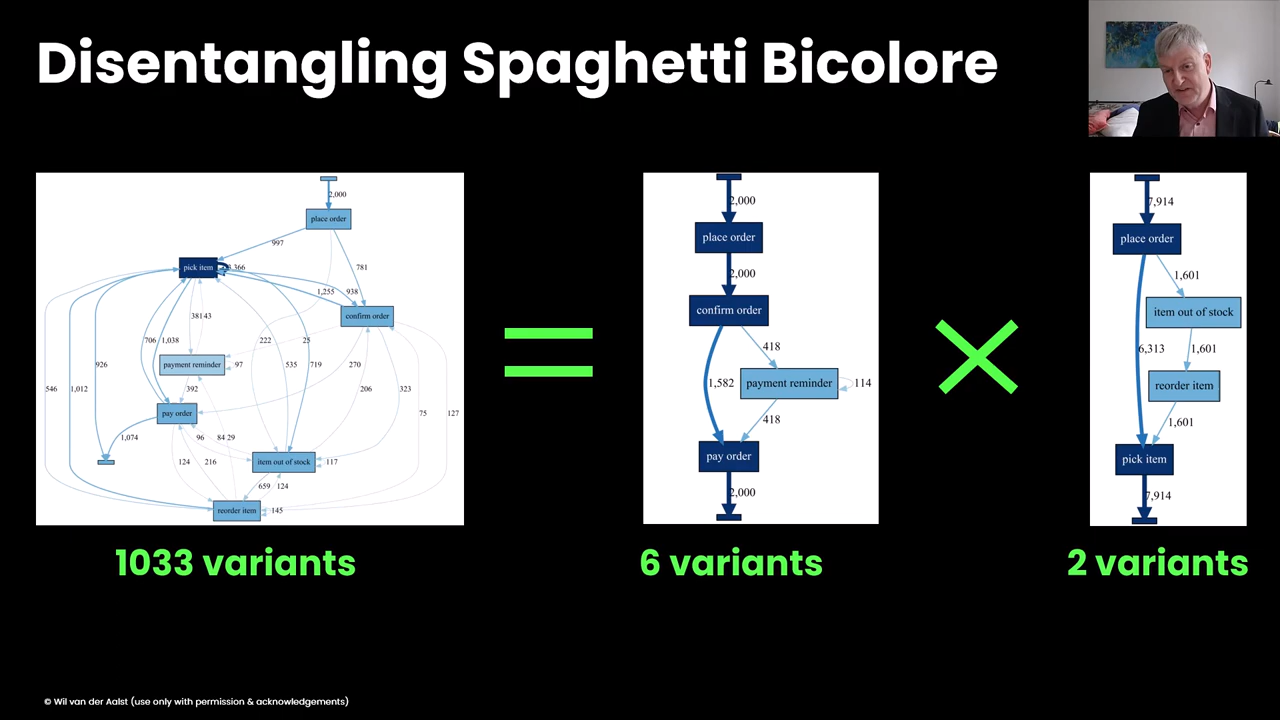 Disentangling Spaghetti Bicolore
2,000
place order
997
pick item
781
1,255
938
confirm order
381
43
706
1,038
222
25
926
payment reminder
97
535
719
270
546
1,012
392
206
323
pay order
75
127
1,074
96
84
29
124
216
item out of stock
117
659
124
reorder item
145
1033 variants
2,000
place order
2,000
confirm order
418
1,582
payment reminder
114
418
pay order
2,000
6 variants
7,914
place order
1,601
item out of stock
6,313
1,601
reorder item
1,601
pick item
7,914
2 variants
© Wil van der Aalst (use only with permission & acknowledgements)